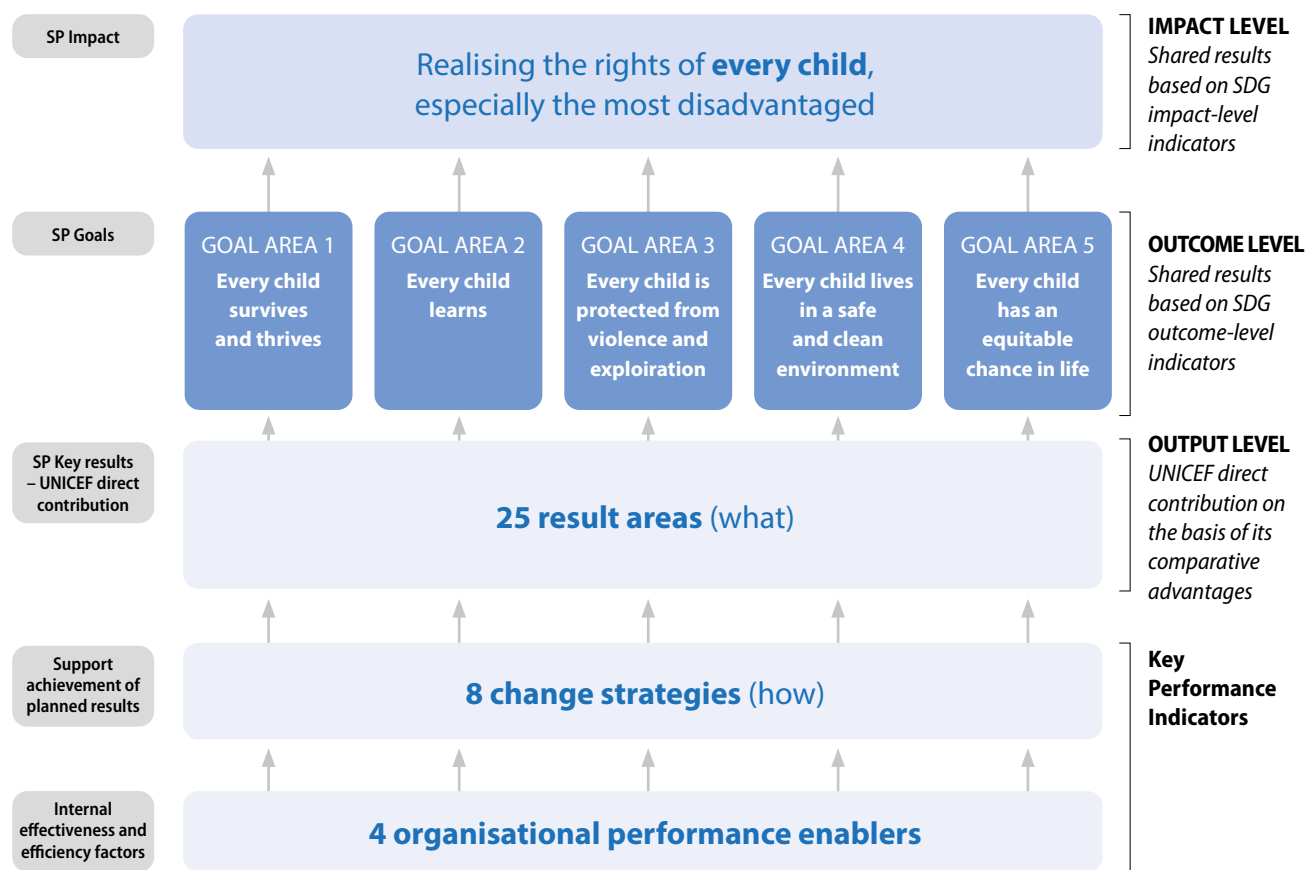 SP Impact
Realising the rights of every child,
especially the most disadvantaged
IMPACT LEVEL
Shared results
based on SDG
impact-level
indicators
SP Goals
GOAL AREA 1
Every child
survives
and thrives
GOAL AREA 2
Every child
learns
GOAL AREA 3
Every child is
protected from
violence and
exploiration
GOAL AREA 4
Every child lives
in a safe
and clean
environment
GOAL AREA 5
Every child
has an
equitable
chance in life
OUTCOME LEVEL
Shared results
based on SDG
outcome-level
indicators
SP Key results
– UNICEF direct
contribution
25 result areas (what)
OUTPUT LEVEL
UNICEF direct
contribution on
the basis of its
comparative
advantages
Support
achievement of
planned results
8 change strategies (how)
Key
Performance
Indicators
Internal
effectiveness and
efficiency factors
4 organisational performance enablers